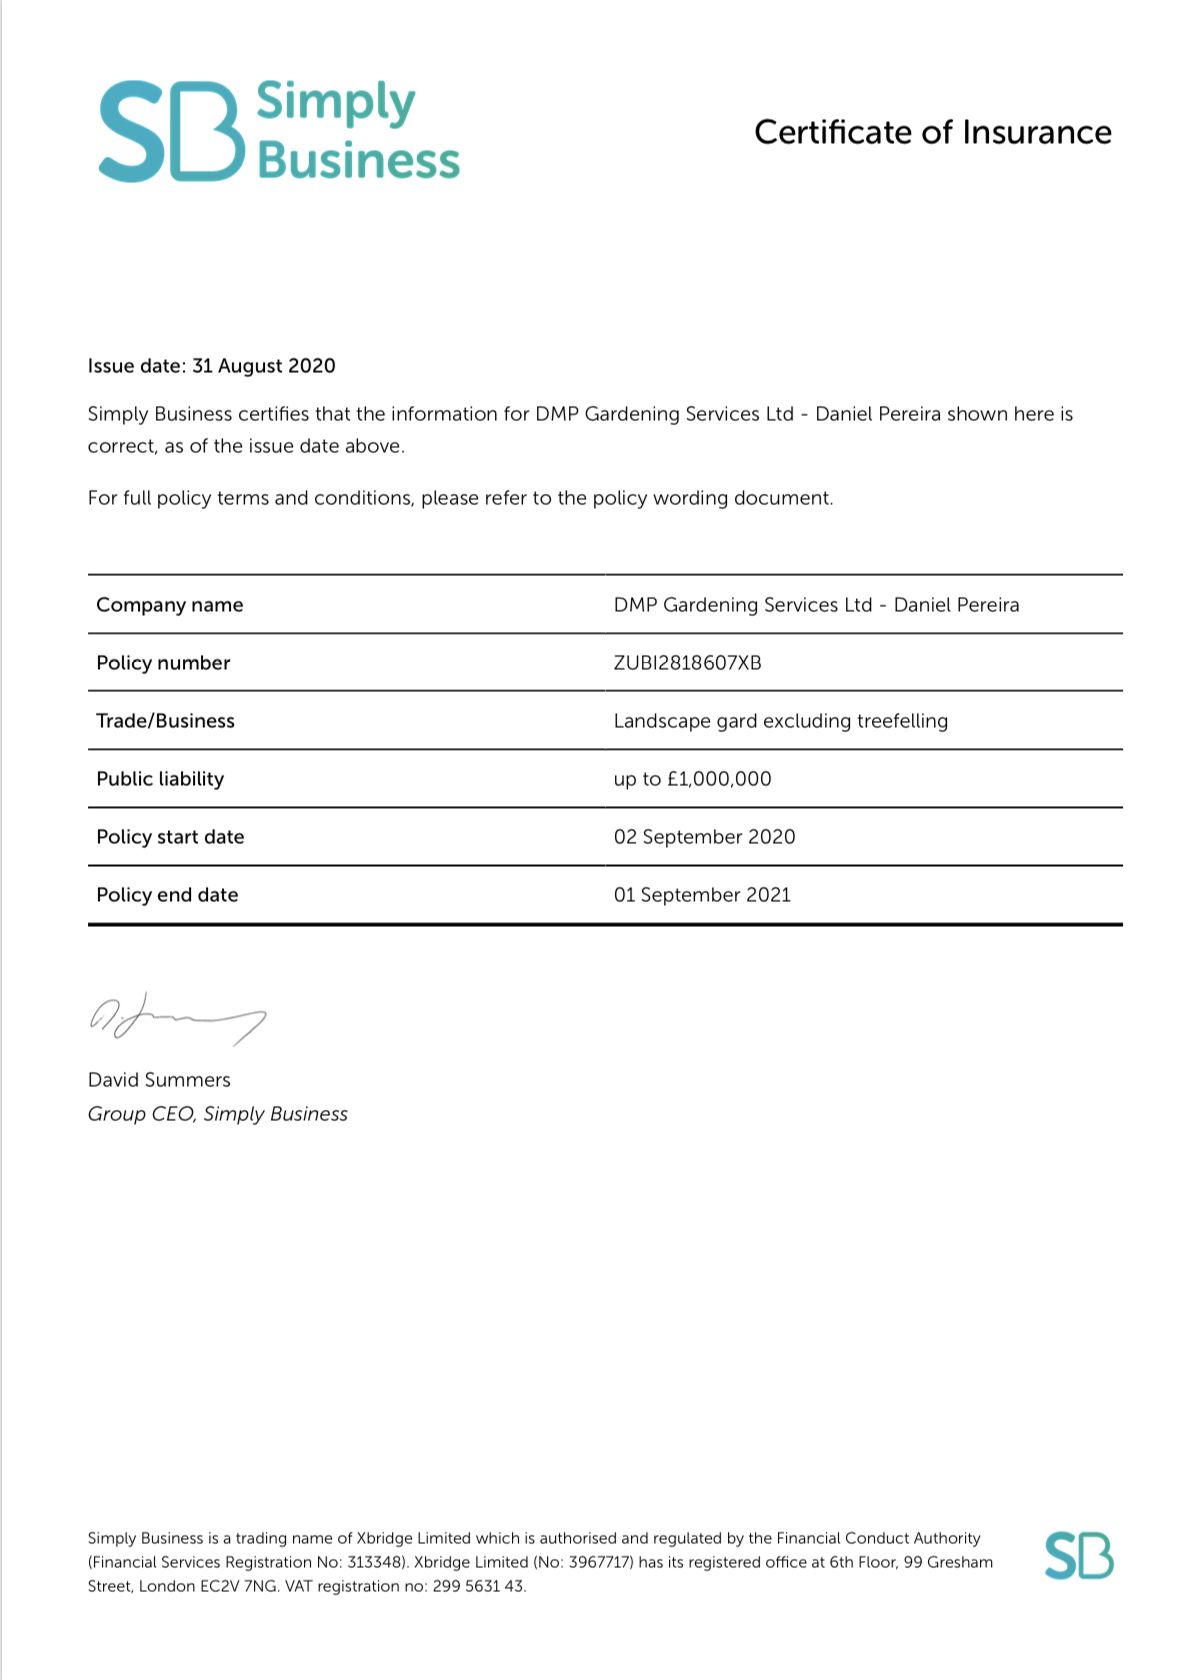 SB Simply
Business
Certificate of Insurance
Issue date: 31 August 2020
Simply Business certifies that the information for DMP Gardening Services Ltd - Daniel Pereira shown here is
correct, as of the issue date above.
For full policy terms and conditions, please refer to the policy wording document.
Company name DMP Gardening Services Ltd - Daniel Pereira
Policy number ZUBI2818607XB
Trade/Business Landscape gard excluding treefelling
Public liability up to £1,000,000
Policy start date 02 September 2020
Policy end date 01 September 2021
David Summers
Group CEO, Simply Business
Simply Business is a trading name of Xbridge Limited which is authorised and regulated by the Financial Conduct Authority
(Financial Services Registration No: 313348). Xbridge Limited (No: 3967717) has its registered office at 6th Floor, 99 Gresham
Street, London EC2V 7NG. VAT registration no: 299 5631 43.
SB